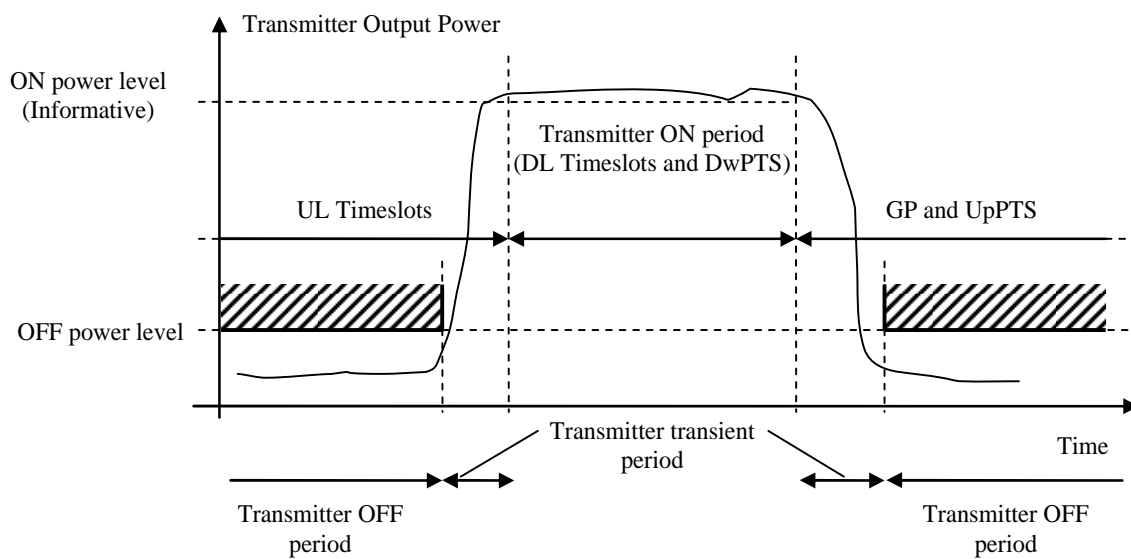 Transmitter Output Power
ON power level
(Informative)
Transmitter ON period
(DL Timeslots and DwPTS)
UL Timeslots
GP and UpPTS
OFF power level
Transmitter transient
period
Time
Transmitter OFF
period
Transmitter OFF
period